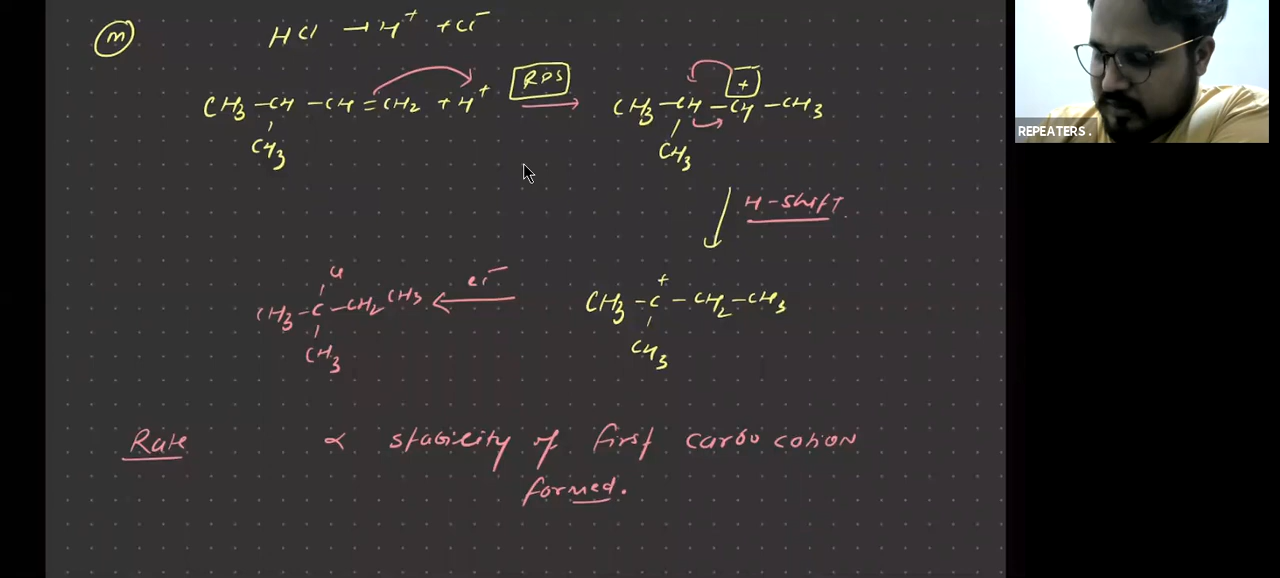 (m) HCl → H⁺ + Cl⁻
CH₃ – CH – CH = CH₂ + H⁺ RDS → CH₃ – CH – CH – CH₃
+
CH₃ CH₃
H-shift
Cl
CH₃ – C – CH₂ CH₃ ← Cl⁻ CH₃ – C⁺ – CH₂ – CH₃
CH₃ CH₃
Rate ∝ stability of first carbo cation
formed.
REPEATERS .